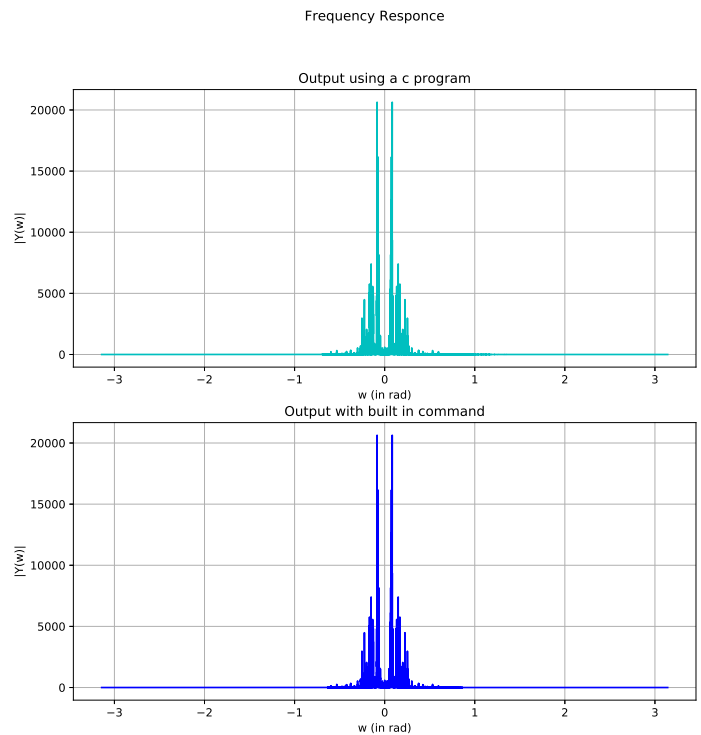 Frequency Responce
Output using a c program
20000
15000
10000
5000
0
|Y(w)|
−3 −2 −1 0 1 2 3
w (in rad)
Output with built in command
20000
15000
10000
5000
0
|Y(w)|
−3 −2 −1 0 1 2 3
w (in rad)